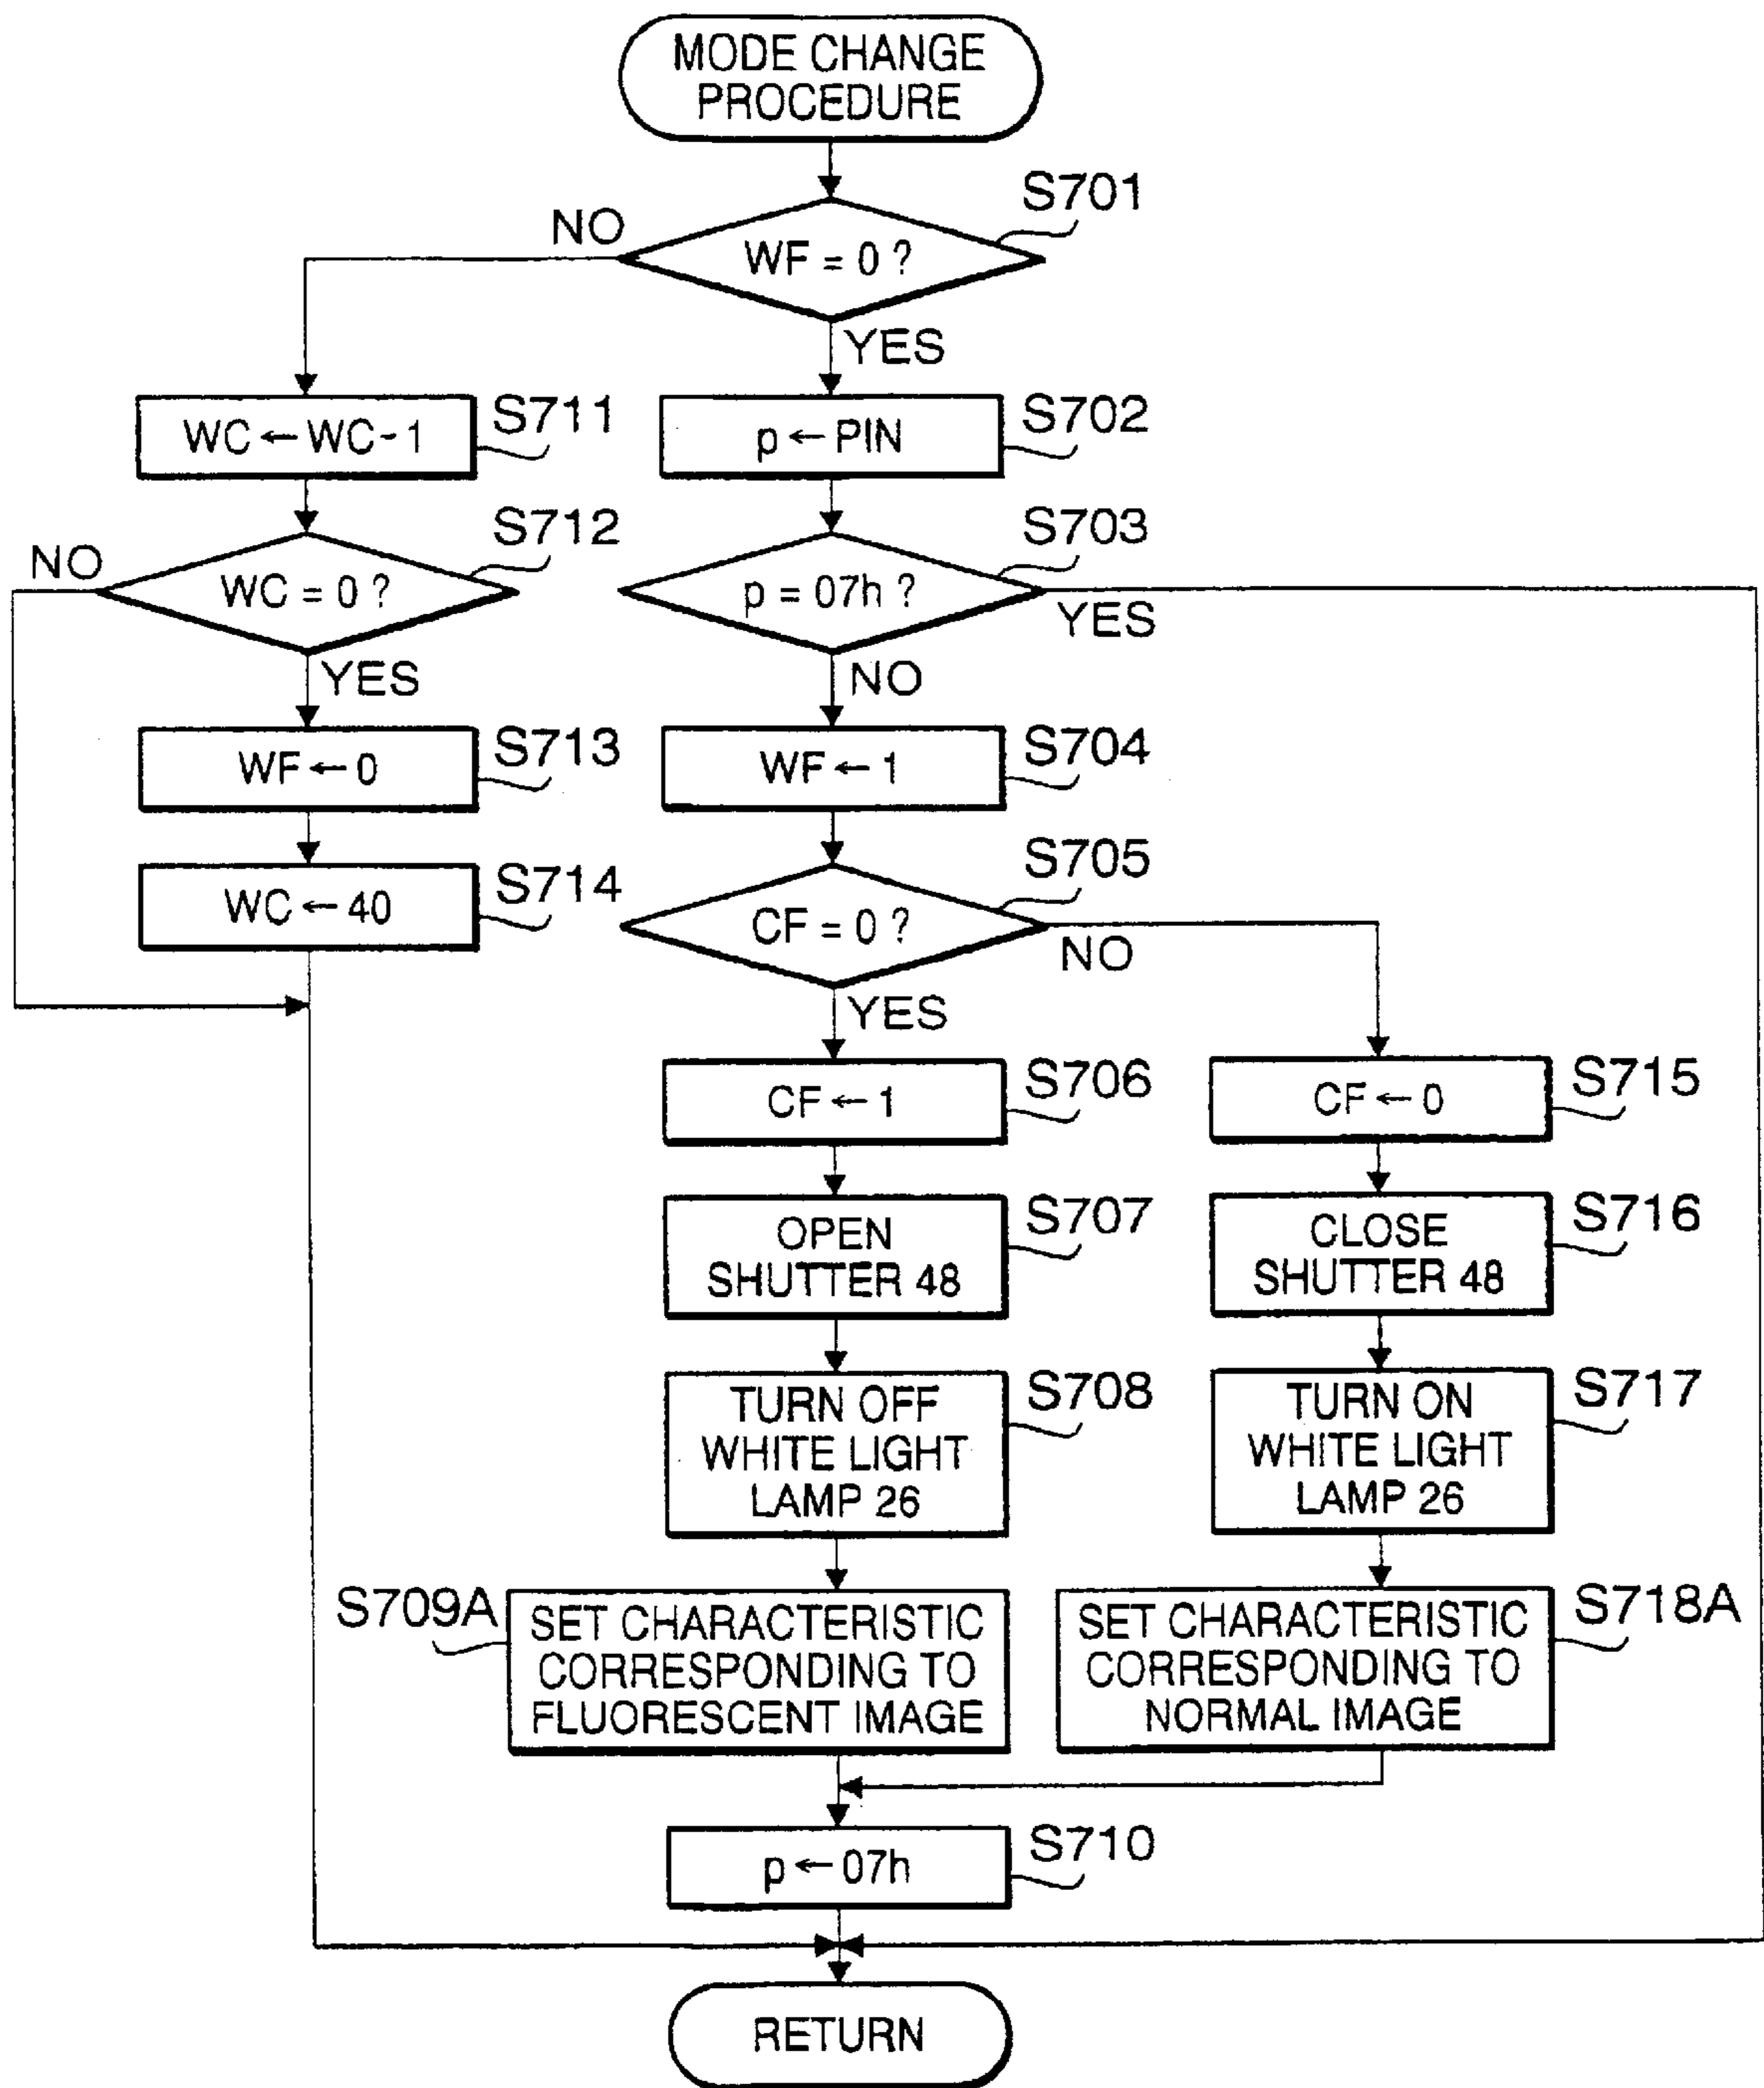 MODE CHANGE
PROCEDURE
S701
NO
WF = 0 ?
YES
S711
WC ← WC-1
S702
p ← PIN
S712
NO
WC = 0 ?
YES
S703
p = 07h ?
YES
NO
S713
WF ← 0
S704
WF ← 1
S714
WC ← 40
S705
CF = 0 ?
NO
YES
S706
CF ← 1
S715
CF ← 0
S707
OPEN
SHUTTER 48
S716
CLOSE
SHUTTER 48
S708
TURN OFF
WHITE LIGHT
LAMP 26
S717
TURN ON
WHITE LIGHT
LAMP 26
S709A
SET CHARACTERISTIC
CORRESPONDING TO
FLUORESCENT IMAGE
S718A
SET CHARACTERISTIC
CORRESPONDING TO
NORMAL IMAGE
S710
p ← 07h
RETURN